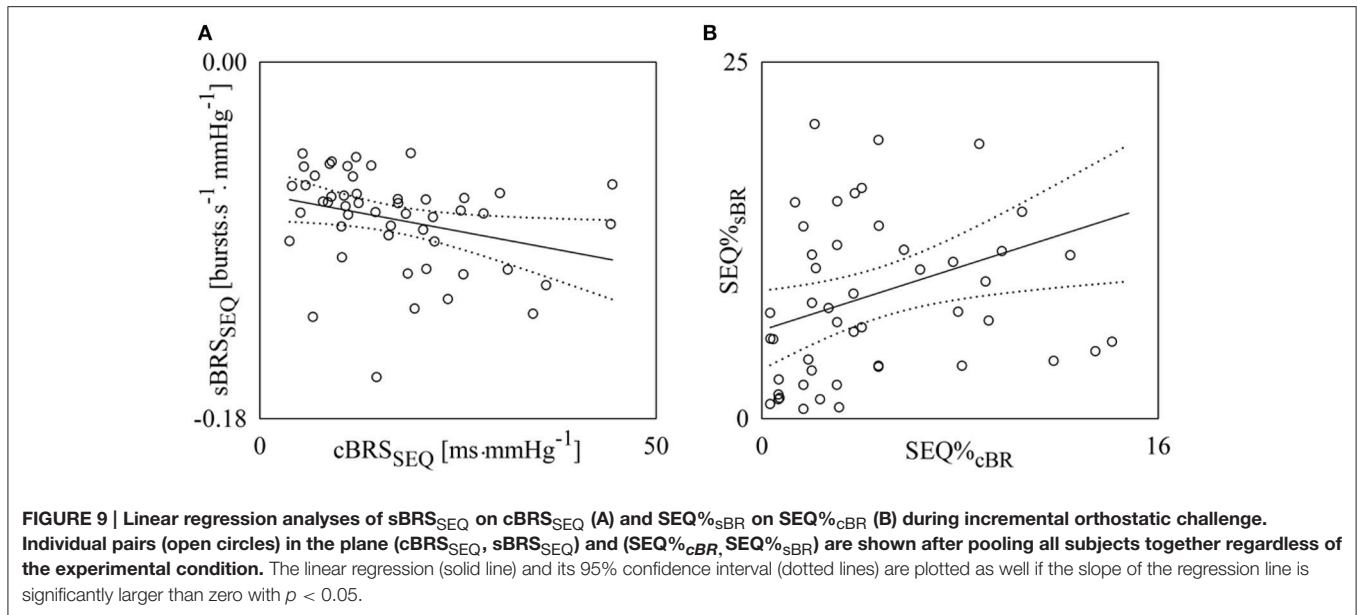 A
B
0.00
-0.18
sBRS_SEQ [bursts.s⁻¹·mmHg⁻¹]
0
50
cBRS_SEQ [ms·mmHg⁻¹]
25
0
SEQ%_sBR
0
16
SEQ%_cBR
FIGURE 9 | Linear regression analyses of sBRS_SEQ on cBRS_SEQ (A) and SEQ%_sBR on SEQ%_cBR (B) during incremental orthostatic challenge.
Individual pairs (open circles) in the plane (cBRS_SEQ, sBRS_SEQ) and (SEQ%_cBR, SEQ%_sBR) are shown after pooling all subjects together regardless of
the experimental condition. The linear regression (solid line) and its 95% confidence interval (dotted lines) are plotted as well if the slope of the regression line is
significantly larger than zero with p < 0.05.